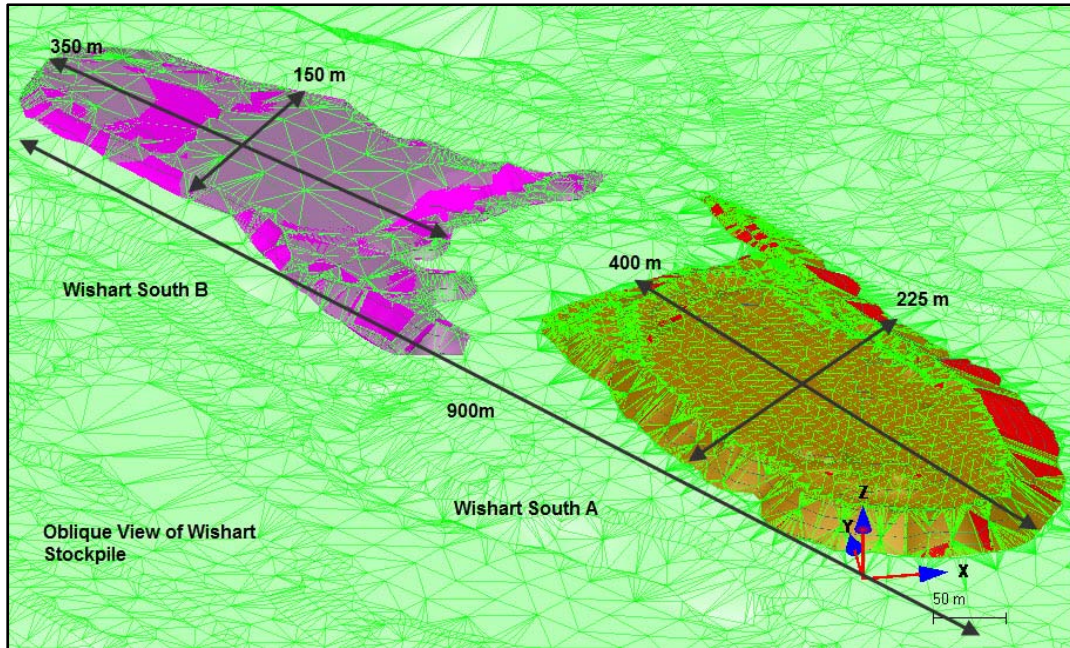 350 m
150 m
400 m
225 m
Wishart South B
900m
Wishart South A
Oblique View of Wishart
Stockpile
Z
Y
X
50 m